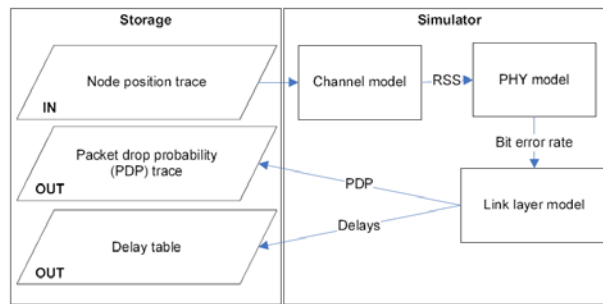 Storage
Simulator
Node position trace
IN
Channel model
RSS
PHY model
Bit error rate
Packet drop probability
(PDP) trace
OUT
PDP
Link layer model
Delays
Delay table
OUT